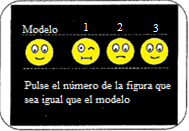 Modelo 1 2 3
Pulse el número de la figura que
sea igual que el modelo